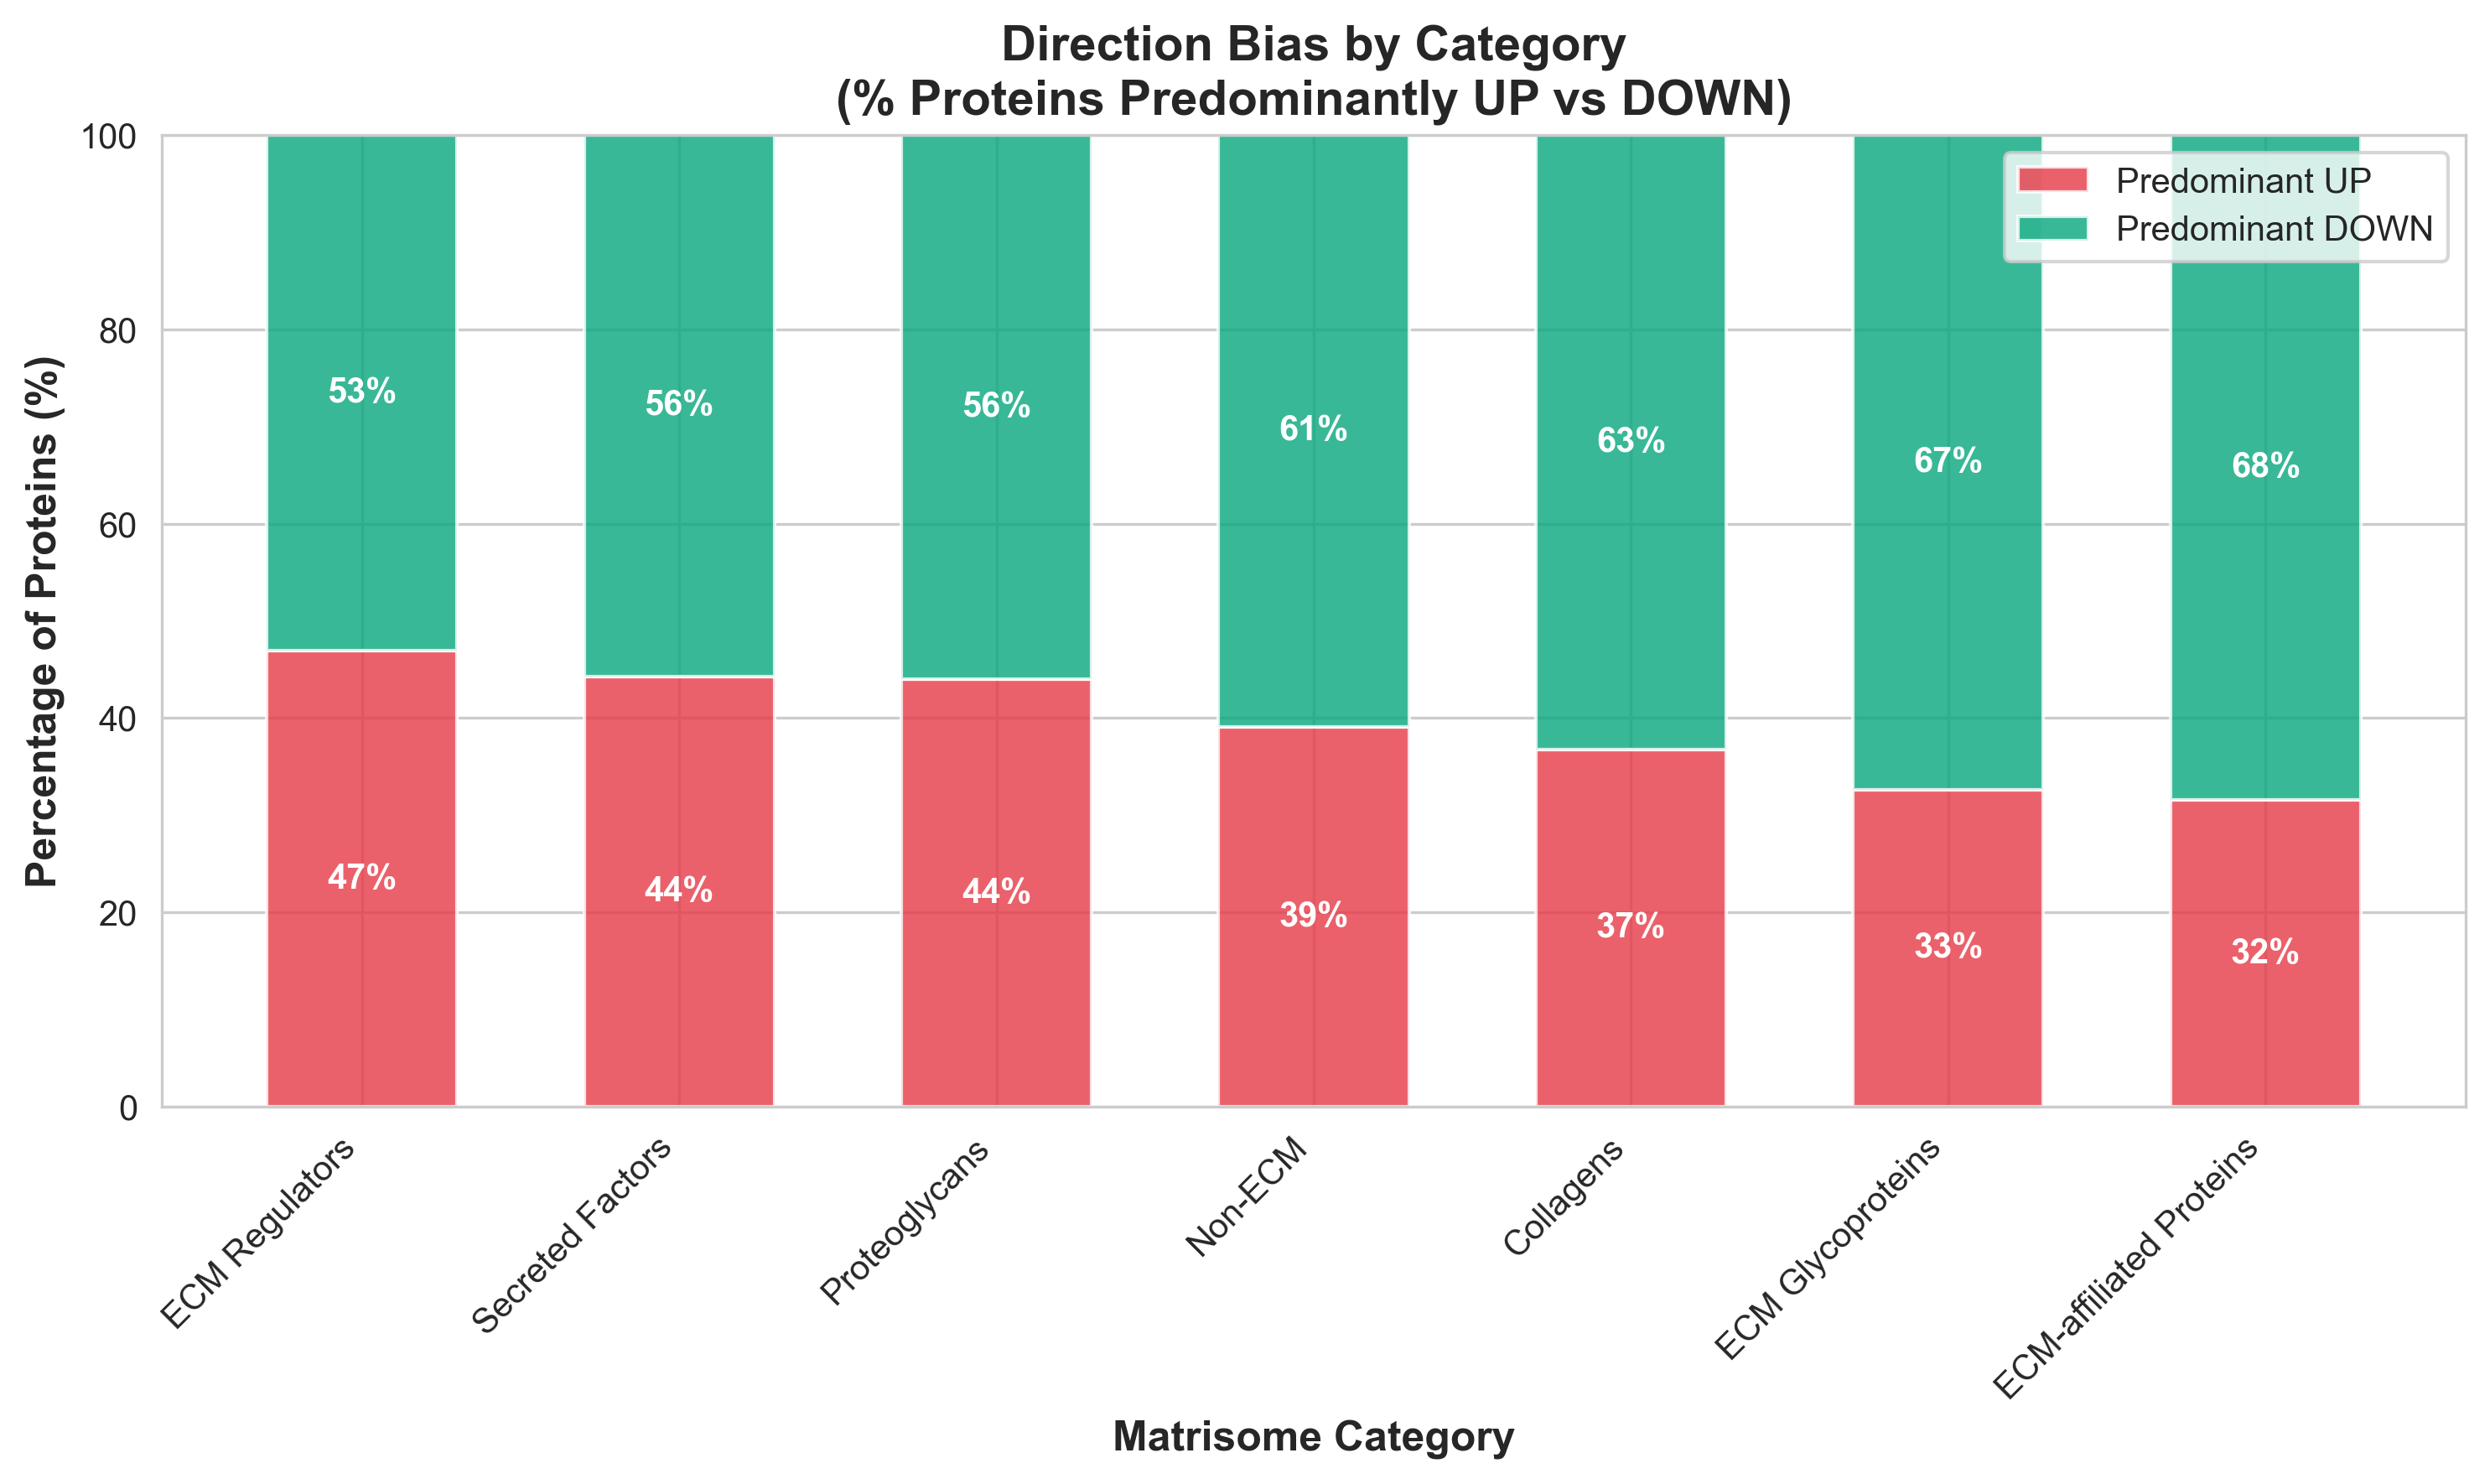 Direction Bias by Category
(% Proteins Predominantly UP vs DOWN)
Predominant UP
Predominant DOWN
Percentage of Proteins (%)
100
80
60
40
20
0
53%
56%
56%
61%
63%
67%
68%
47%
44%
44%
39%
37%
33%
32%
ECM Regulators
Secreted Factors
Proteoglycans
Non-ECM
Collagens
ECM Glycoproteins
ECM-affiliated Proteins
Matrisome Category